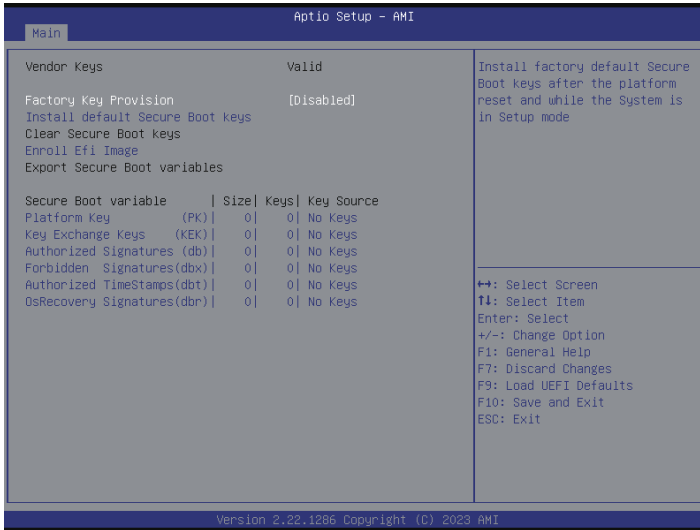 Aptio Setup - AMI
Main
Vendor Keys Valid
Factory Key Provision [Disabled]
Install default Secure Boot keys
Clear Secure Boot keys
Enroll Efi Image
Export Secure Boot variables
Secure Boot variable | Size| Keys| Key Source
Platform Key (PK)| 0| 0| No Keys
Key Exchange Keys (KEK)| 0| 0| No Keys
Authorized Signatures (db)| 0| 0| No Keys
Forbidden Signatures(dbx)| 0| 0| No Keys
Authorized TimeStamps(dbt)| 0| 0| No Keys
OsRecovery Signatures(dbr)| 0| 0| No Keys
Install factory default Secure
Boot keys after the platform
reset and while the System is
in Setup mode
↔: Select Screen
↑↓: Select Item
Enter: Select
+/-: Change Option
F1: General Help
F7: Discard Changes
F9: Load UEFI Defaults
F10: Save and Exit
ESC: Exit
Version 2.22.1286 Copyright (C) 2023 AMI